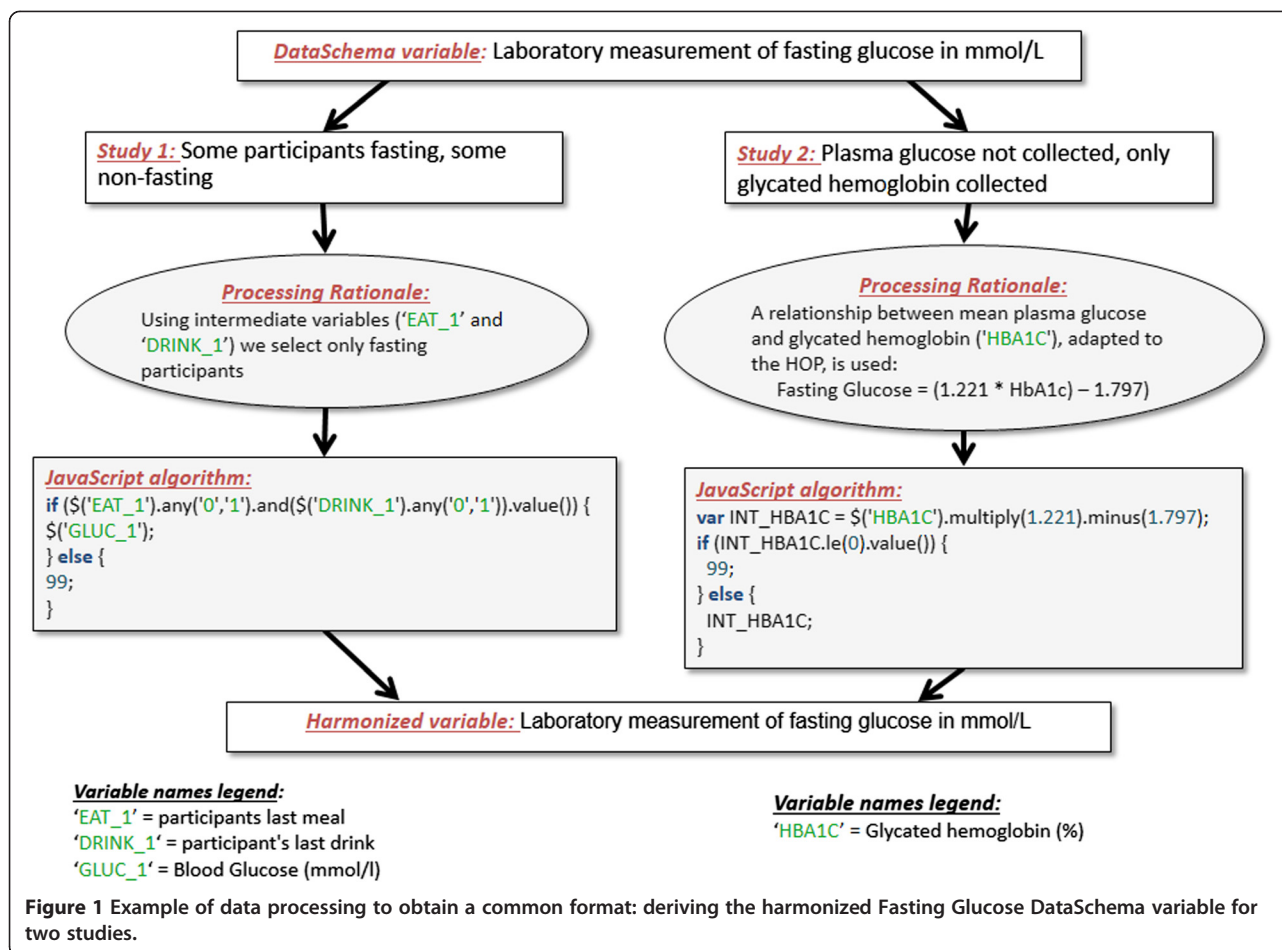 DataSchema variable: Laboratory measurement of fasting glucose in mmol/L
Study 1: Some participants fasting, some
non-fasting
Processing Rationale:
Using intermediate variables ('EAT_1' and
'DRINK_1') we select only fasting
participants
JavaScript algorithm:
if ($('EAT_1').any('0','1').and($('DRINK_1').any('0','1')).value()) {
$('GLUC_1');
} else {
99;
}
Study 2: Plasma glucose not collected, only
glycated hemoglobin collected
Processing Rationale:
A relationship between mean plasma glucose
and glycated hemoglobin ('HBA1C'), adapted to
the HOP, is used:
Fasting Glucose = (1.221 * HbA1c) – 1.797)
JavaScript algorithm:
var INT_HBA1C = $('HBA1C').multiply(1.221).minus(1.797);
if (INT_HBA1C.le(0).value()) {
99;
} else {
INT_HBA1C;
}
Harmonized variable: Laboratory measurement of fasting glucose in mmol/L
Variable names legend:
‘EAT_1’ = participants last meal
‘DRINK_1‘ = participant's last drink
‘GLUC_1‘ = Blood Glucose (mmol/l)
Variable names legend:
‘HBA1C’ = Glycated hemoglobin (%)
Figure 1 Example of data processing to obtain a common format: deriving the harmonized Fasting Glucose DataSchema variable for
two studies.